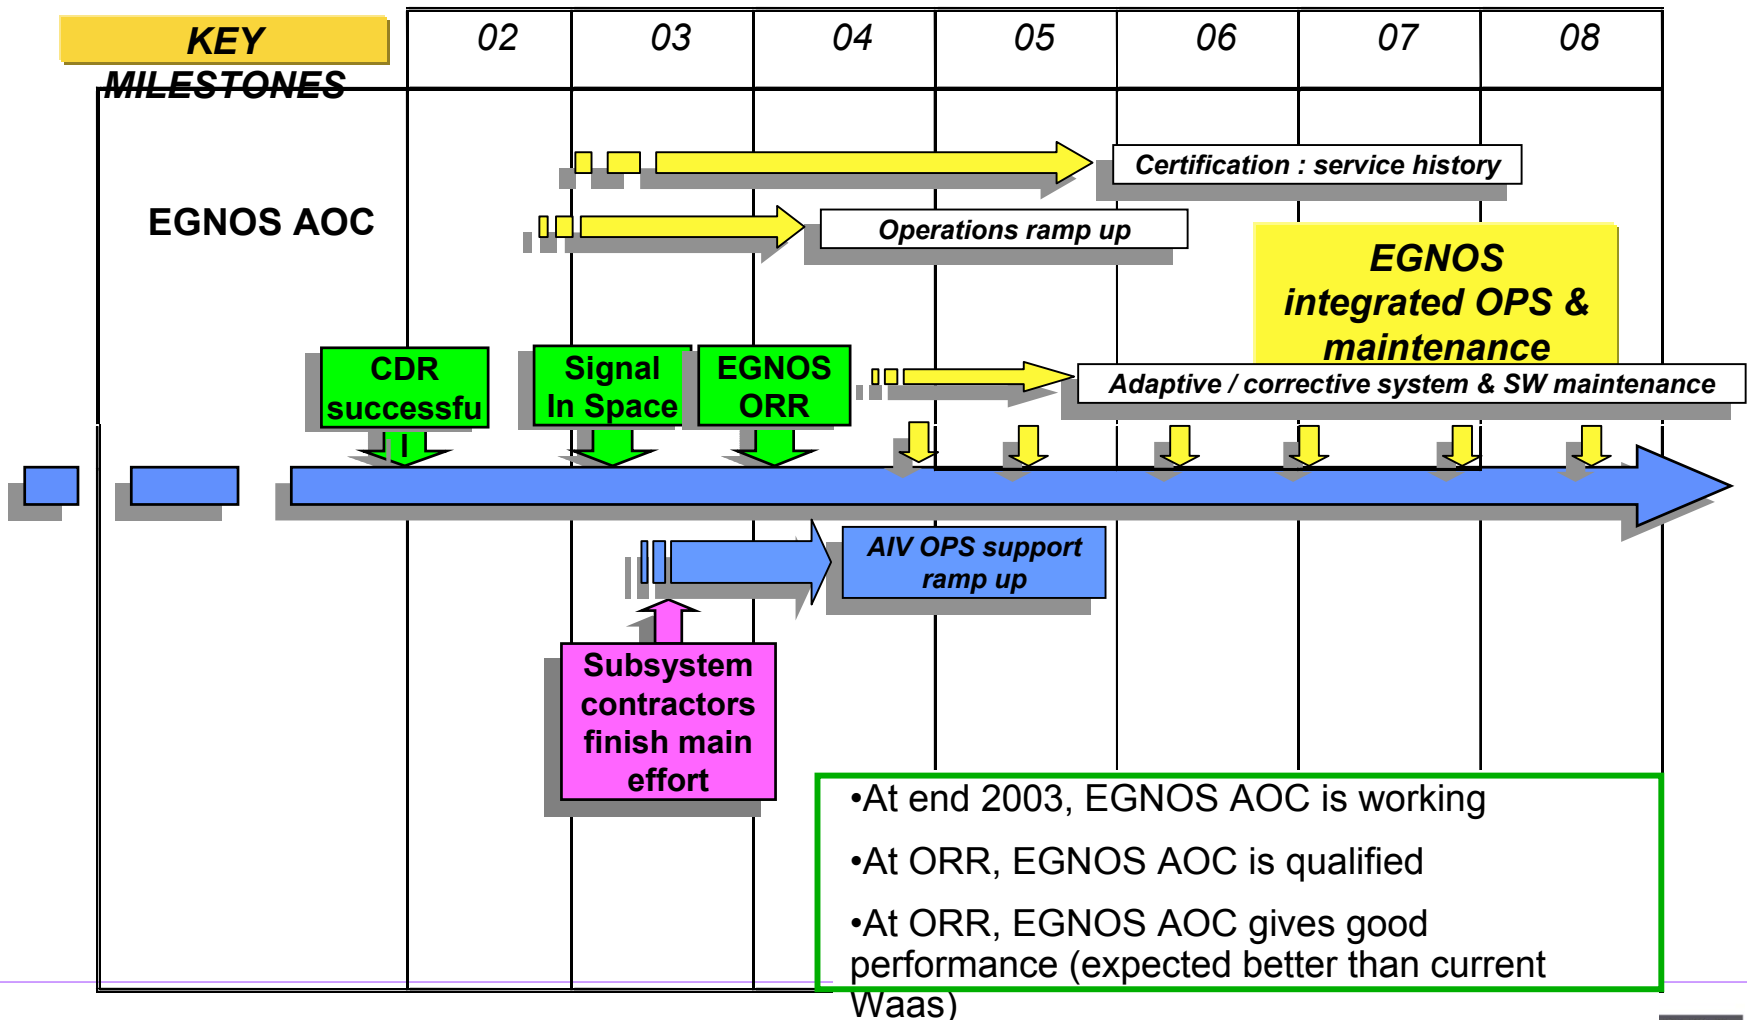 KEY
MILESTONES
02
03
04
05
06
07
08
Certification : service history
EGNOS AOC
Operations ramp up
EGNOS
integrated OPS &
maintenance
CDR
successfu
l
Signal
In Space
EGNOS
ORR
Adaptive / corrective system & SW maintenance
AIV OPS support
ramp up
Subsystem
contractors
finish main
effort
•At end 2003, EGNOS AOC is working
•At ORR, EGNOS AOC is qualified
•At ORR, EGNOS AOC gives good
performance (expected better than current
Waas)